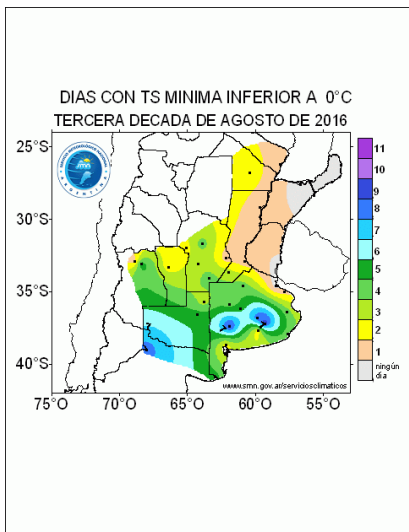 DIAS CON TS MINIMA INFERIOR A 0°C
TERCERA DECADA DE AGOSTO DE 2016
25°S
30°S
35°S
40°S
75°O
70°O
65°O
60°O
55°O
11
10
9
8
7
6
5
4
3
2
1
ningún
día
www.smn.gov.ar/serviciosclimaticos